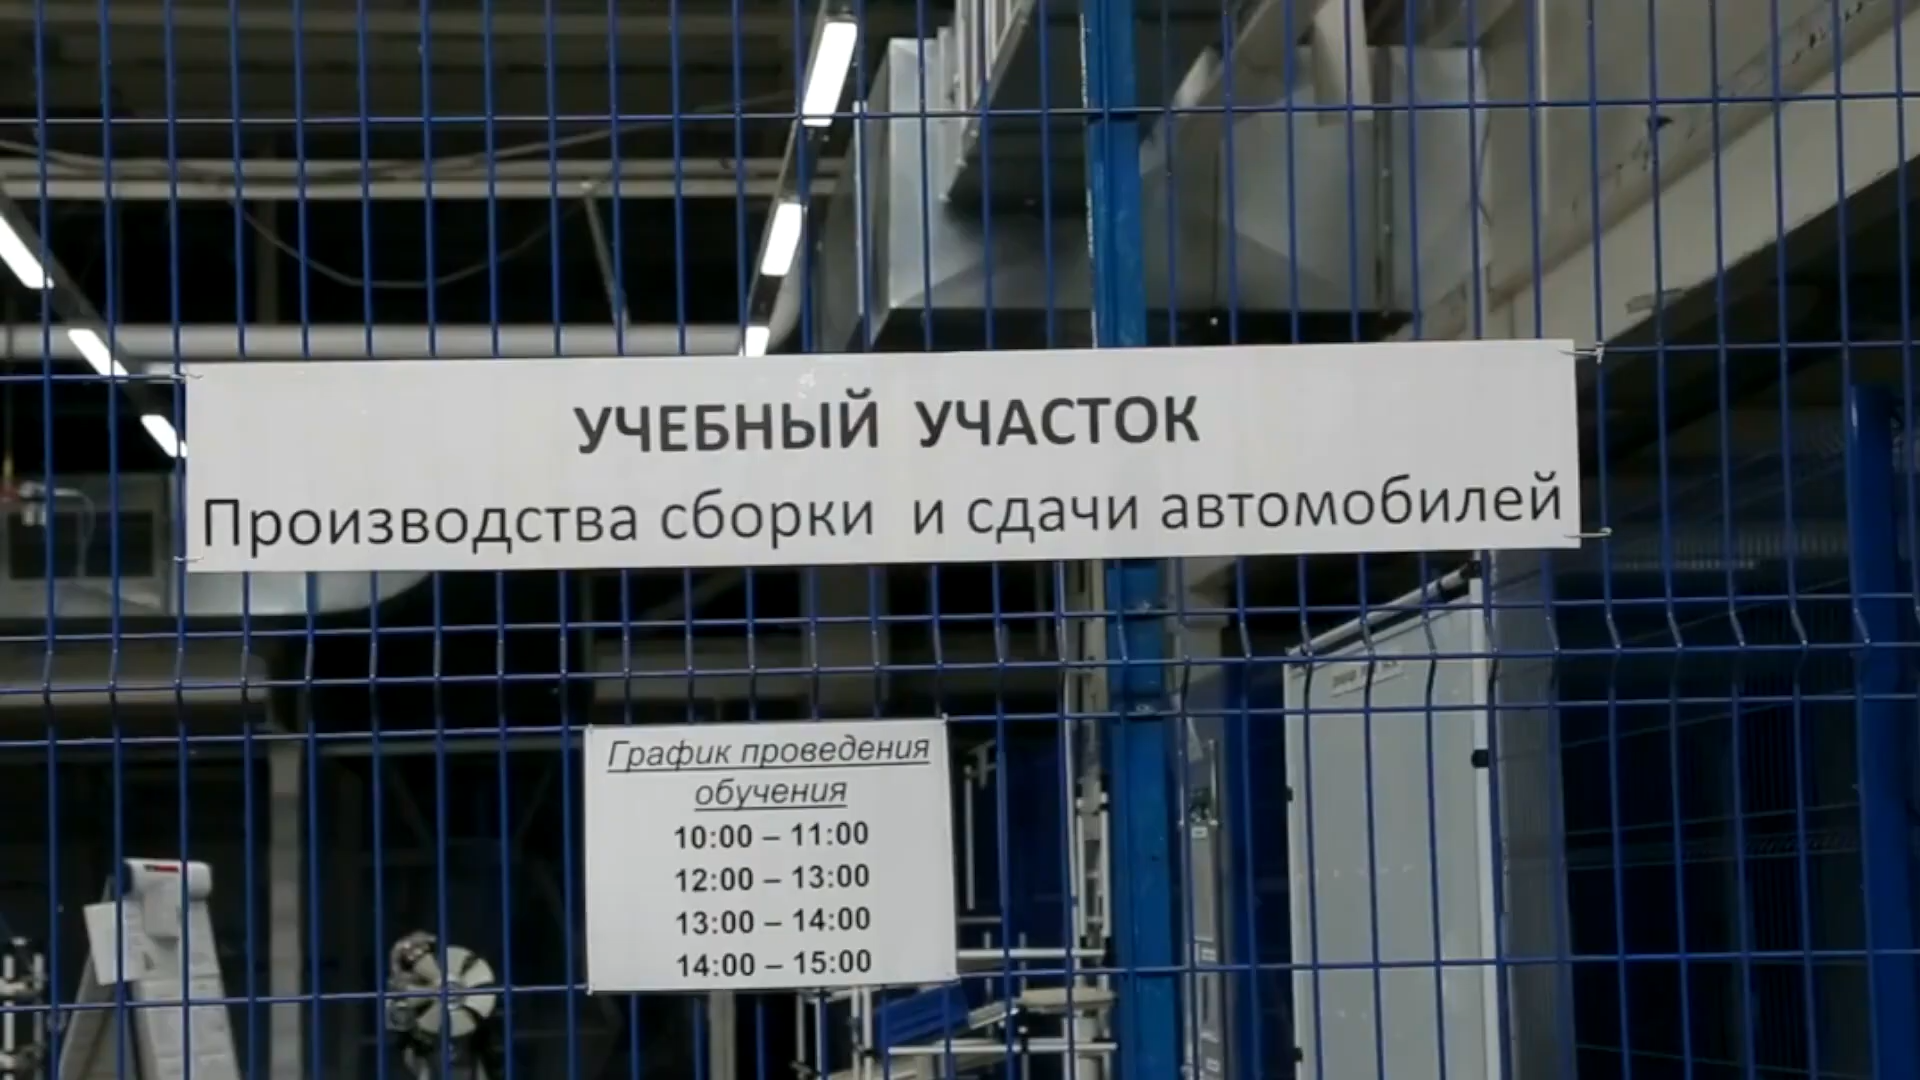 УЧЕБНЫЙ УЧАСТОК
Производства сборки и сдачи автомобилей
График проведения
обучения
10:00 – 11:00
12:00 – 13:00
13:00 – 14:00
14:00 – 15:00